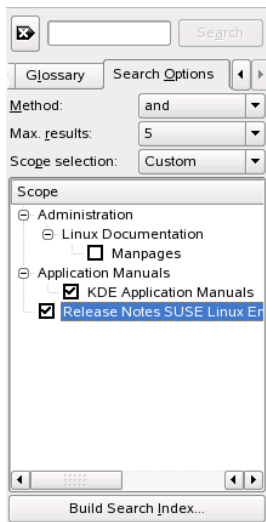 Search
Glossary Search Options
Method: and
Max. results: 5
Scope selection: Custom
Scope
Administration
Linux Documentation
Manpages
Application Manuals
KDE Application Manuals
Release Notes SUSE Linux En
Build Search Index...